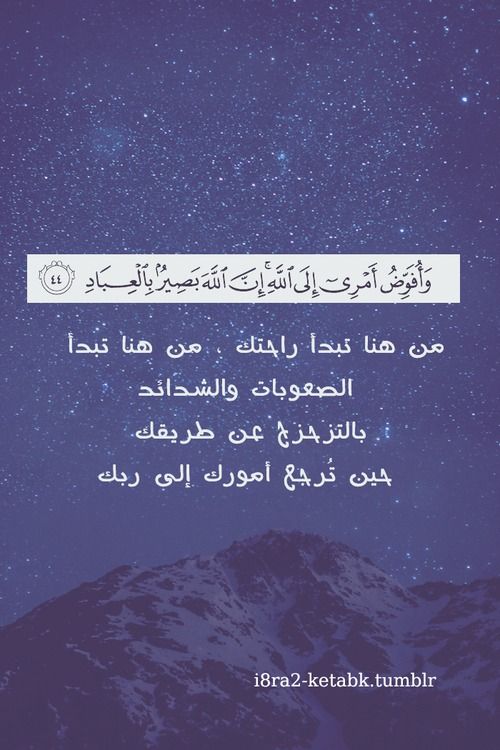 وَأُفَوِّضُ أَمْرِىٓ إِلَى ٱللَّهِ ۚ إِنَّ ٱللَّهَ بَصِيرٌۢ بِٱلْعِبَادِ ٤٤
من هنا تبدأ راحتك ، من هنا تبدأ
الصعوبات والشدائد
بالتزحزح عن طريقك
حين تُرجع أمورك إلى ربك
i8ra2-ketabk.tumblr